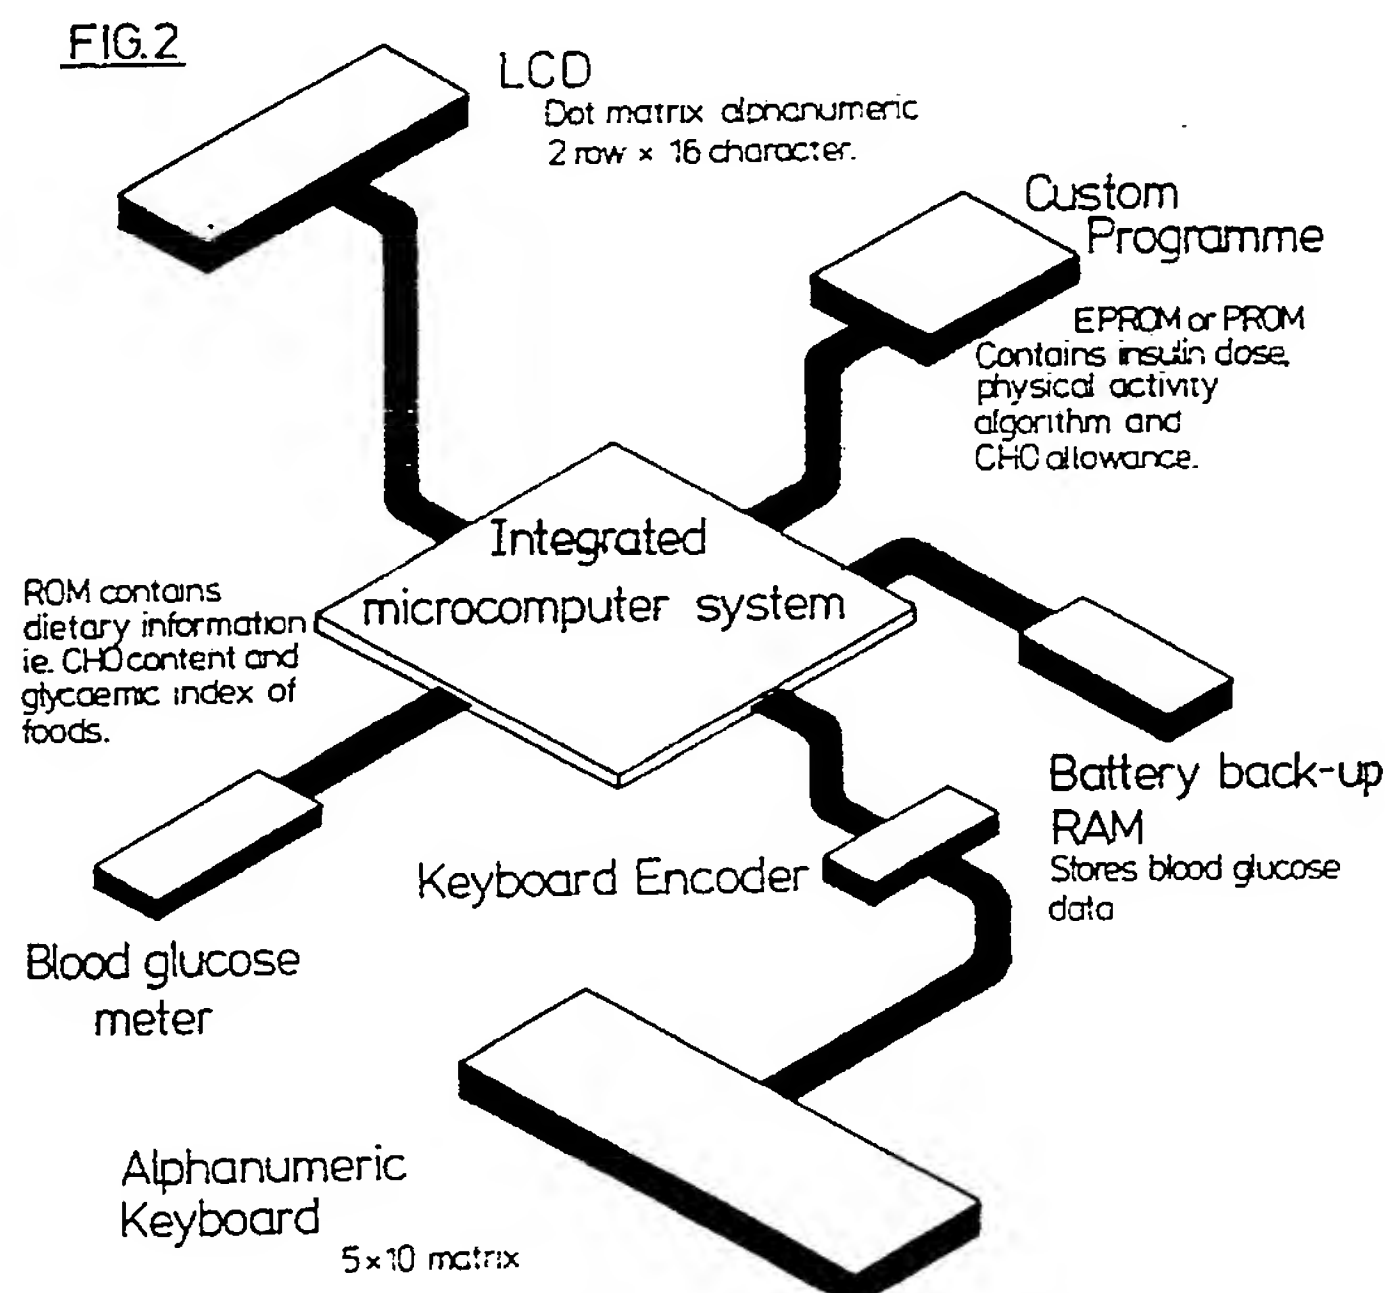 FIG.2
LCD
Dot matrix alphanumeric
2 row × 16 character.
Custom
Programme
EPROM or PROM
Contains insulin dose,
physical activity
algorithm and
CHO allowance.
Integrated
microcomputer system
ROM contains
dietary information
ie. CHO content and
glycaemic index of
foods.
Battery back-up
RAM
Stores blood glucose
data
Keyboard Encoder
Blood glucose
meter
Alphanumeric
Keyboard
5×10 matrix